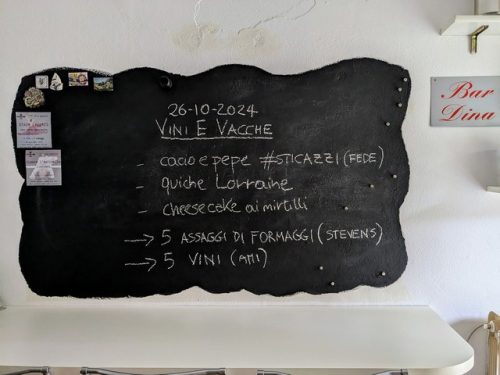 26-10-2024
VINI E VACCHE
- cacio e pepe #STICAZZI (FEDE)
- quiche Lorraine
- cheesecake ai mirtilli
→ 5 ASSAGGI DI FORMAGGI (STEVENS)
→ 5 VINI (AMI)
Bar
Dina